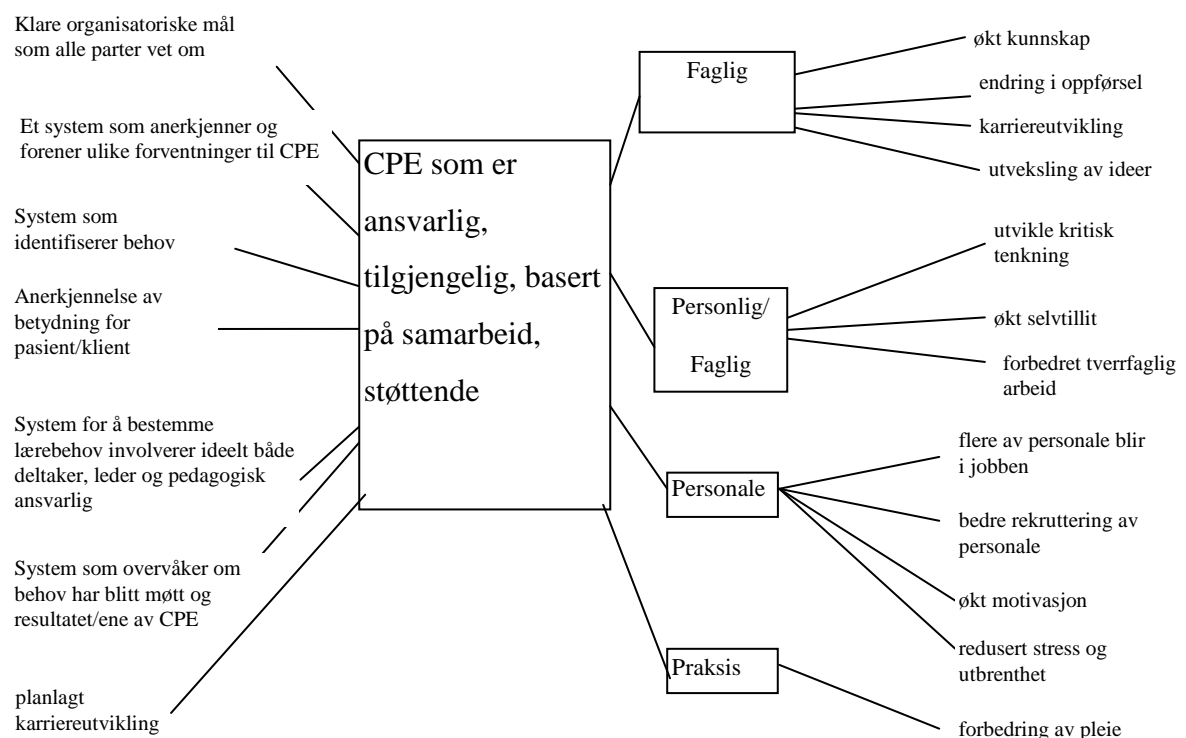 Klare organisatoriske mål
som alle parter vet om
Et system som anerkjenner og
forener ulike forventninger til CPE
System som
identifiserer behov
Anerkjennelse av
betydning for
pasient/klient
System for å bestemme
lærebehov involverer ideelt både
deltaker, leder og pedagogisk
ansvarlig
System som overvåker om
behov har blitt møtt og
resultatet/ene av CPE
planlagt
karriereutvikling
CPE som er
ansvarlig,
tilgjengelig, basert
på samarbeid,
støttende
Faglig
økt kunnskap
endring i oppførsel
karriereutvikling
utveksling av ideer
Personlig/
Faglig
utvikle kritisk
tenkning
økt selvtillit
forbedret tverrfaglig
arbeid
Personale
flere av personale blir
i jobben
bedre rekruttering av
personale
økt motivasjon
redusert stress og
utbrenthet
Praksis
forbedring av pleie